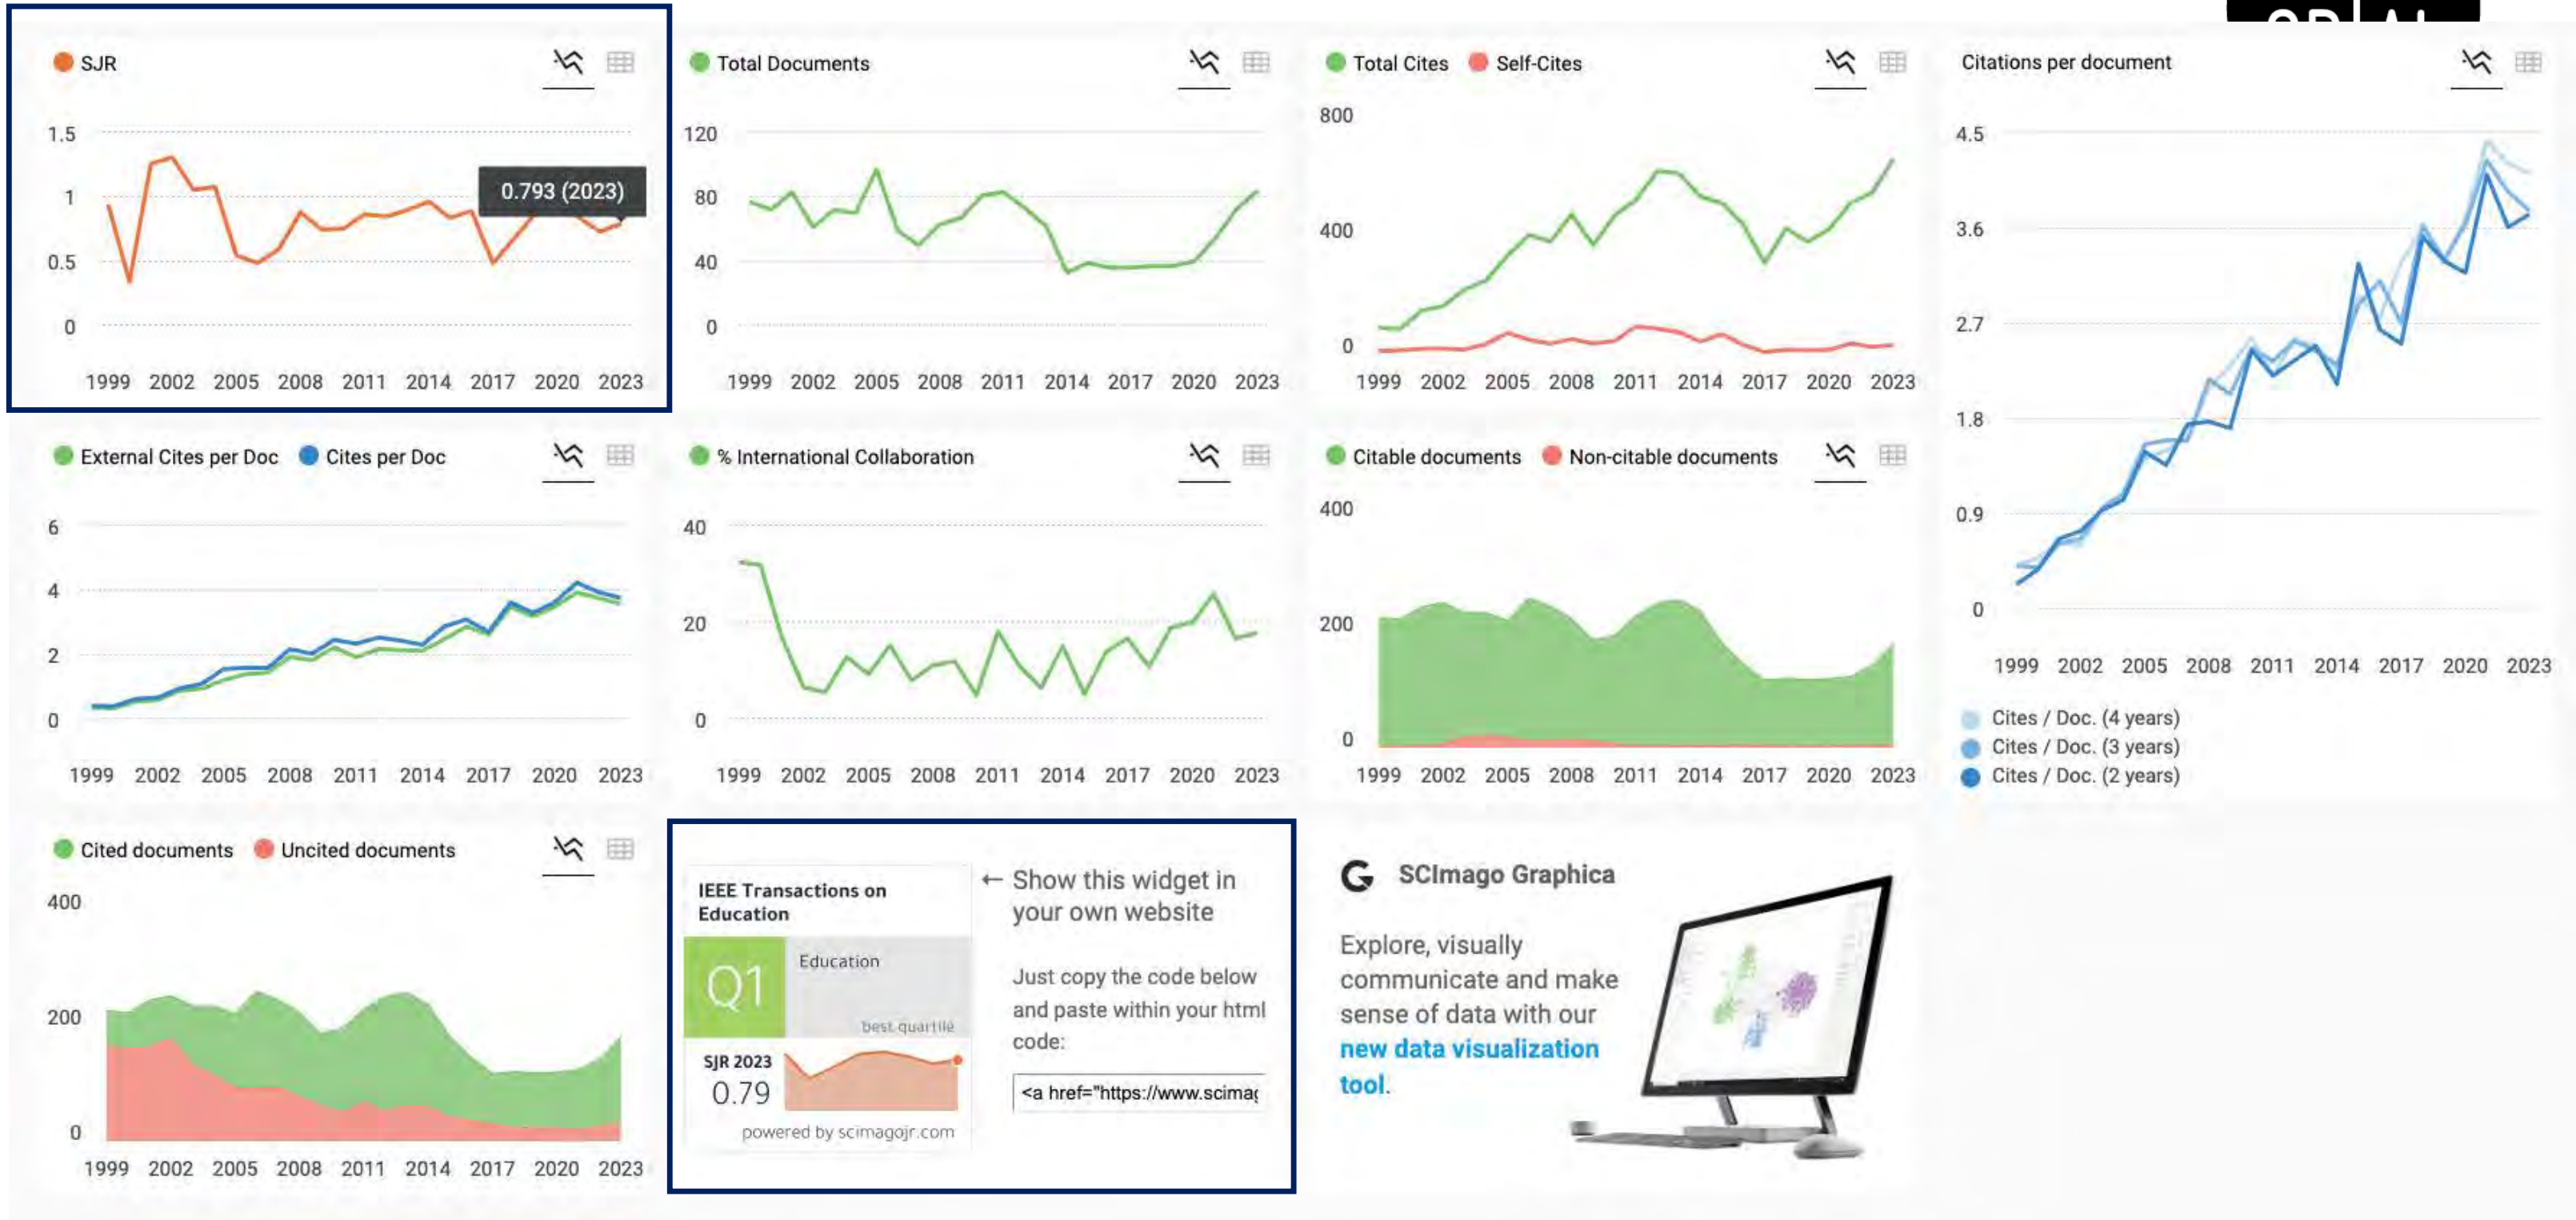 SJR
1.5
1
0.5
0
0.793 (2023)
1999 2002 2005 2008 2011 2014 2017 2020 2023
Total Documents
120
80
40
0
1999 2002 2005 2008 2011 2014 2017 2020 2023
Total Cites Self-Cites
800
400
0
1999 2002 2005 2008 2011 2014 2017 2020 2023
Citations per document
4.5
3.6
2.7
1.8
0.9
0
1999 2002 2005 2008 2011 2014 2017 2020 2023
Cites / Doc. (4 years)
Cites / Doc. (3 years)
Cites / Doc. (2 years)
External Cites per Doc Cites per Doc
6
4
2
0
1999 2002 2005 2008 2011 2014 2017 2020 2023
% International Collaboration
40
20
0
1999 2002 2005 2008 2011 2014 2017 2020 2023
Citable documents Non-citable documents
400
200
0
1999 2002 2005 2008 2011 2014 2017 2020 2023
Cited documents Uncited documents
400
200
0
1999 2002 2005 2008 2011 2014 2017 2020 2023
IEEE Transactions on
Education
Q1
Education
best quartile
SJR 2023
0.79
powered by scimagojr.com
← Show this widget in
your own website
Just copy the code below
and paste within your html
code:
<a href="https://www.scimag
SCImago Graphica
Explore, visually
communicate and make
sense of data with our
new data visualization
tool.